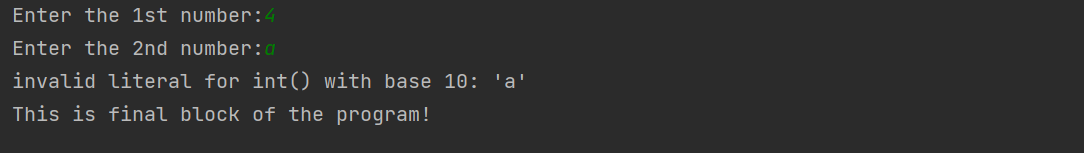 Enter the 1st number:4
Enter the 2nd number:a
invalid literal for int() with base 10: 'a'
This is final block of the program!